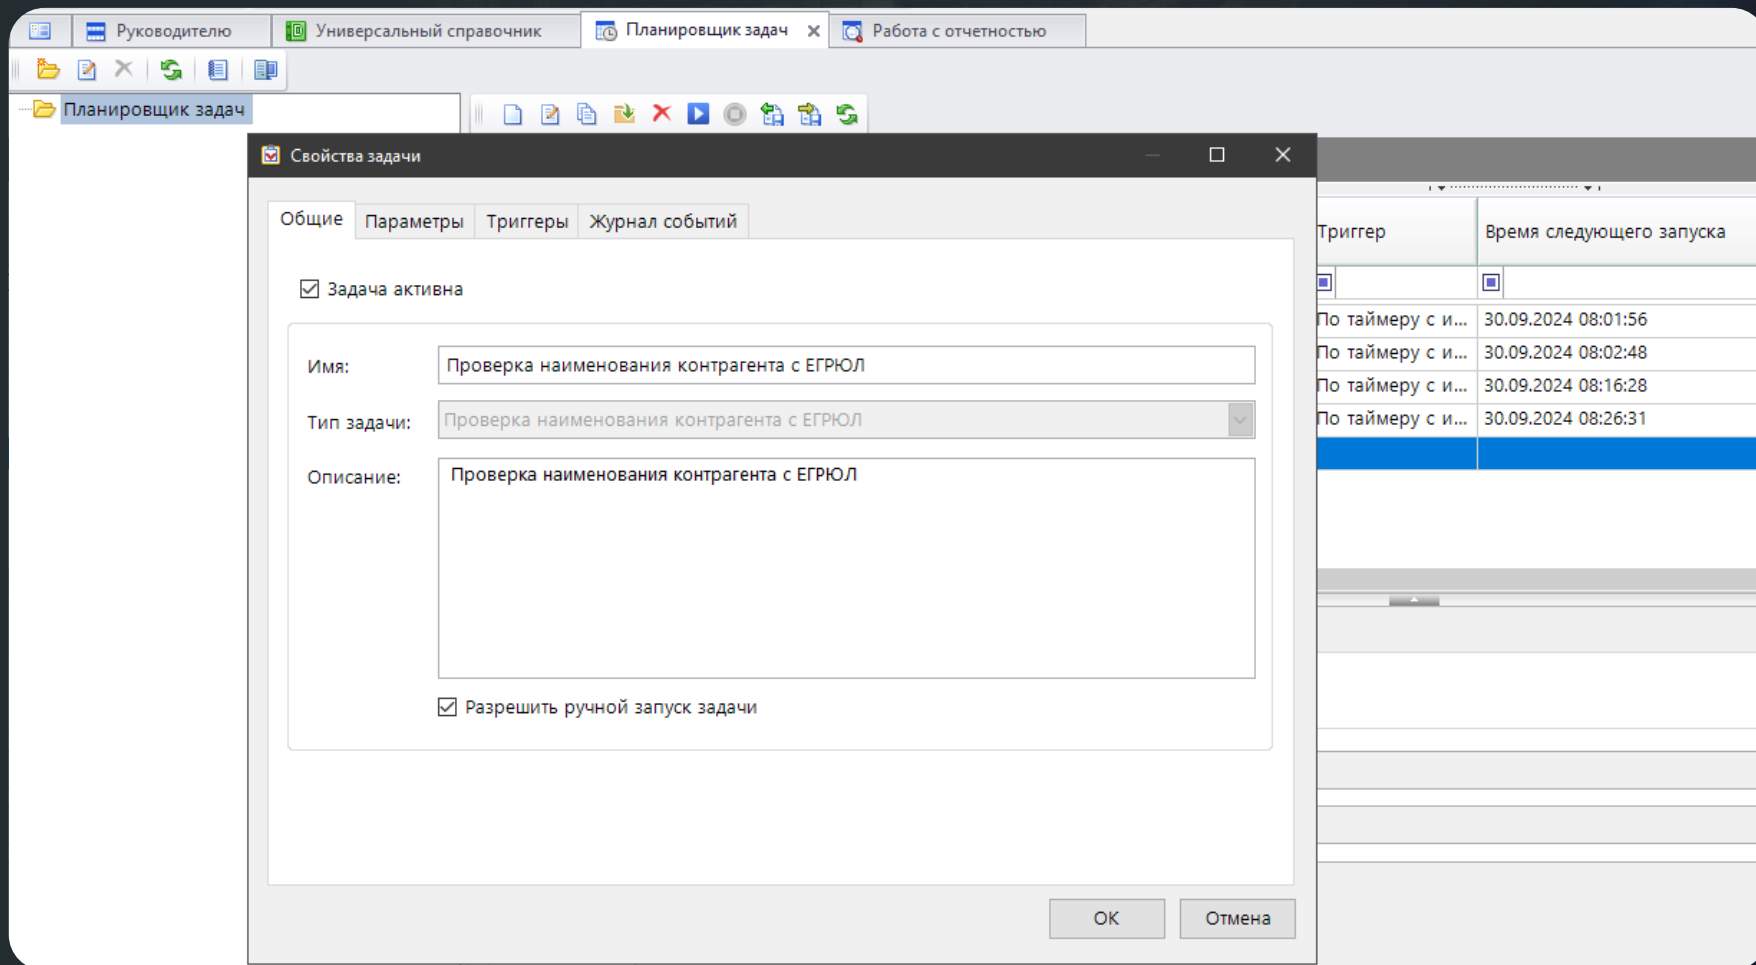 Руководителю
Универсальный справочник
Планировщик задач
Работа с отчетностью
Планировщик задач
Свойства задачи
Общие
Параметры
Триггеры
Журнал событий
Триггер
Время следующего запуска
Задача активна
Имя:
Проверка наименования контрагента с ЕГРЮЛ
Тип задачи:
Проверка наименования контрагента с ЕГРЮЛ
Описание:
Проверка наименования контрагента с ЕГРЮЛ
Разрешить ручной запуск задачи
По таймеру с и... 30.09.2024 08:01:56
По таймеру с и... 30.09.2024 08:02:48
По таймеру с и... 30.09.2024 08:16:28
По таймеру с и... 30.09.2024 08:26:31
ОК
Отмена